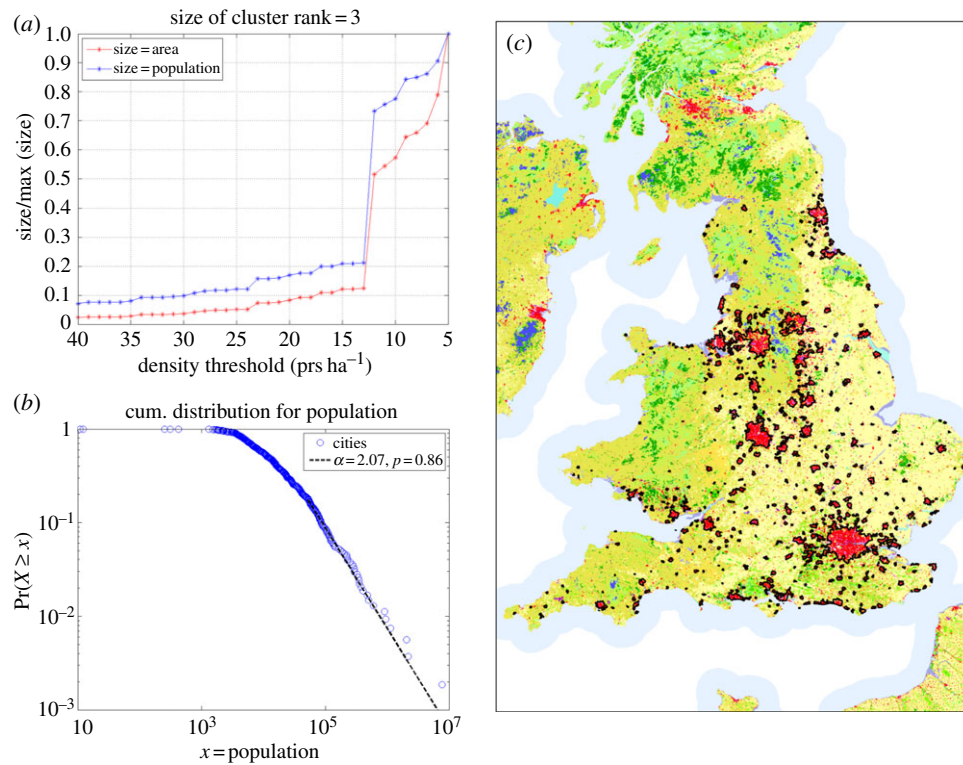 (a)
size of cluster rank = 3
size = area
size = population
1.0
0.9
0.8
0.7
0.6
0.5
0.4
0.3
0.2
0.1
0
40 35 30 25 20 15 10 5
size/max (size)
density threshold (prs ha⁻¹)
(b)
cum. distribution for population
cities
α = 2.07, p = 0.86
1
10⁻¹
10⁻²
10⁻³
10 10³ 10⁵ 10⁷
Pr(X ≥ x)
x = population
(c)